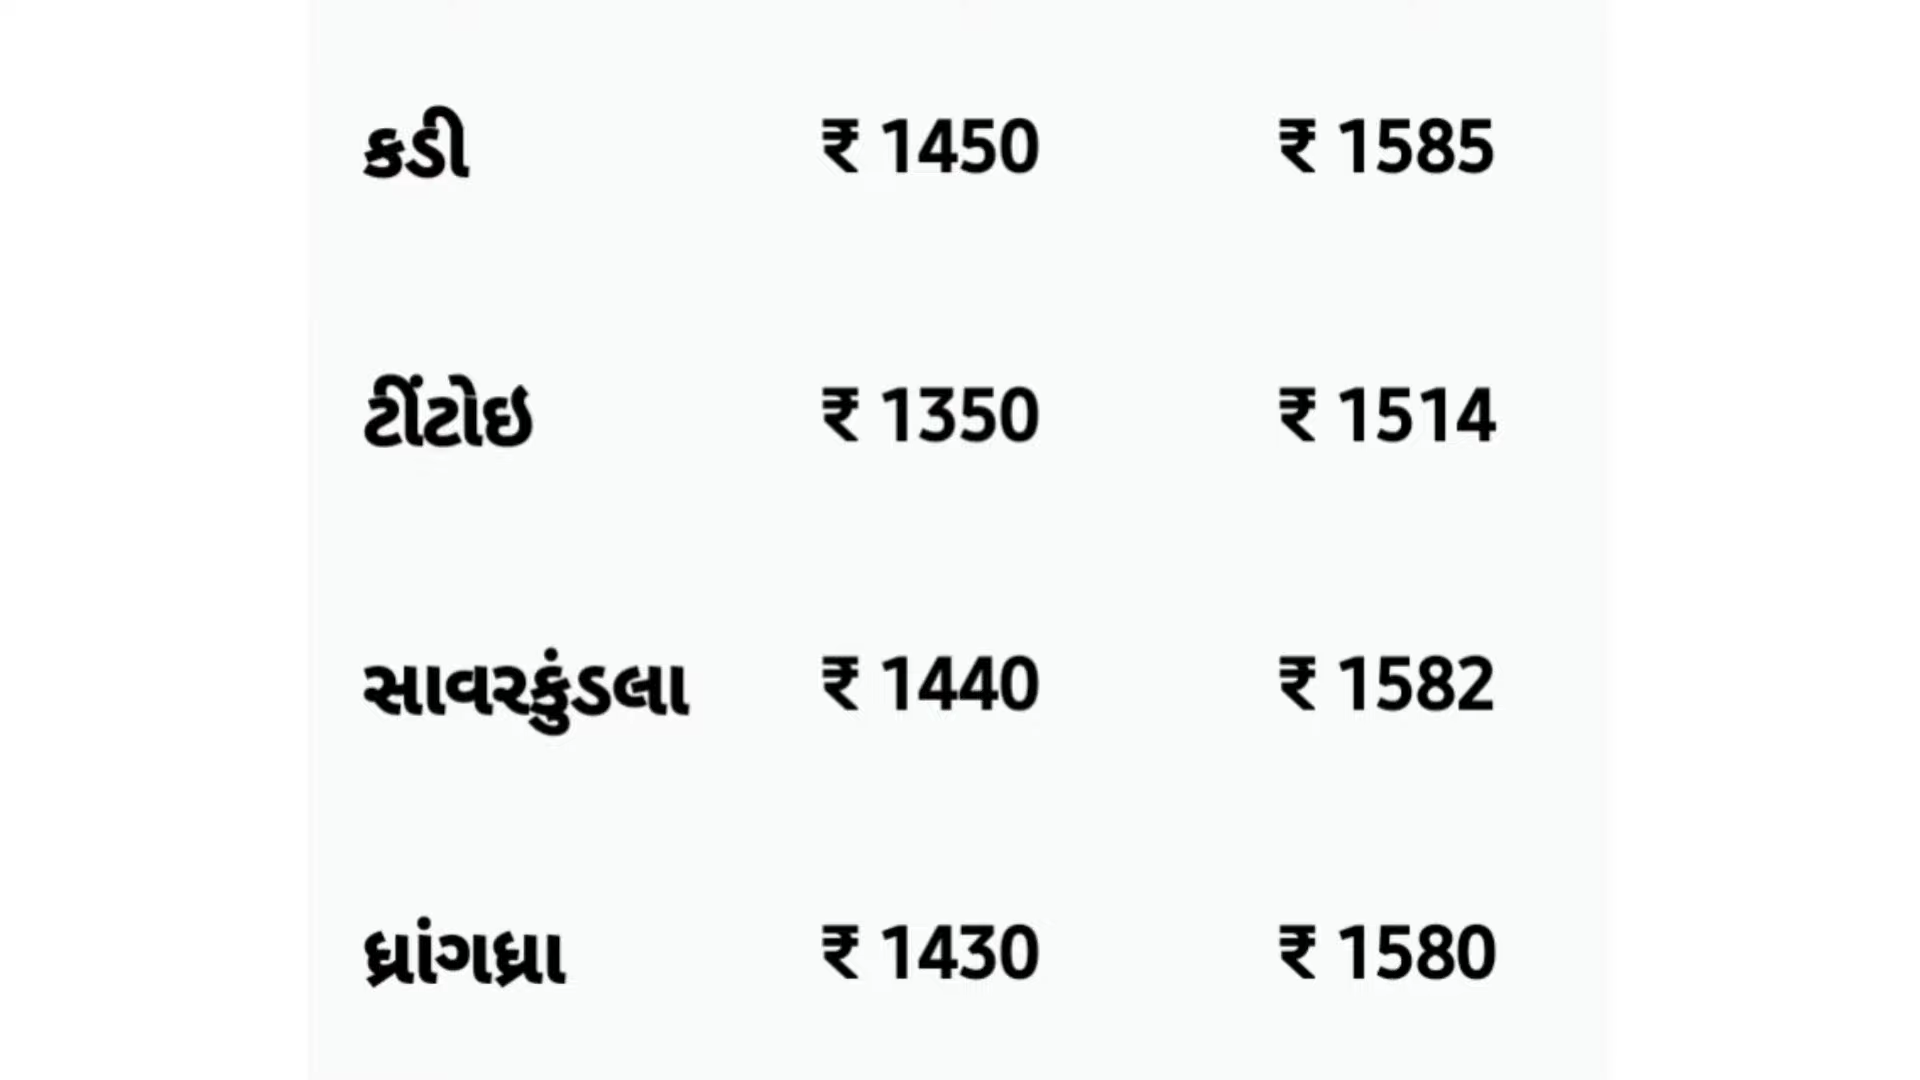 કડી ₹ 1450 ₹ 1585
ટીંટોઇ ₹ 1350 ₹ 1514
સાવરકુંડલા ₹ 1440 ₹ 1582
ધ્રાંગધ્રા ₹ 1430 ₹ 1580